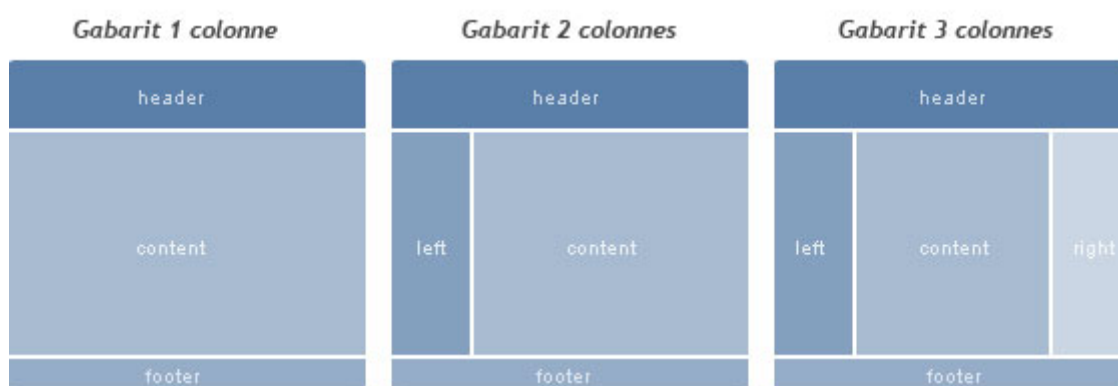 Gabarit 1 colonne
header
content
footer
Gabarit 2 colonnes
header
left
content
footer
Gabarit 3 colonnes
header
left
content
right
footer